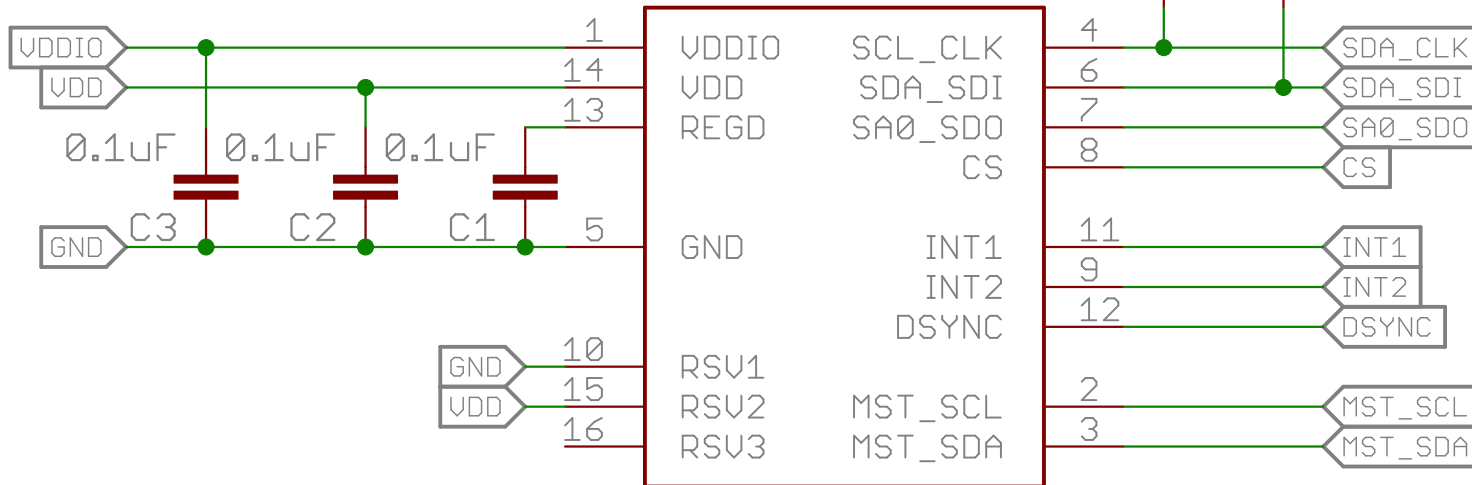 VDDIO 1 VDDIO SCL_CLK 4 SDA_CLK
VDD 14 VDD SDA_SDI 6 SDA_SDI
13 REGD SA0_SDO 7 SA0_SDO
0.1uF 0.1uF 0.1uF
CS 8 CS
C3 C2 C1
GND 5 GND INT1 11 INT1
INT2 9 INT2
DSYNC 12 DSYNC
GND 10 RSV1
VDD 15 RSV2 MST_SCL 2 MST_SCL
16 RSV3 MST_SDA 3 MST_SDA